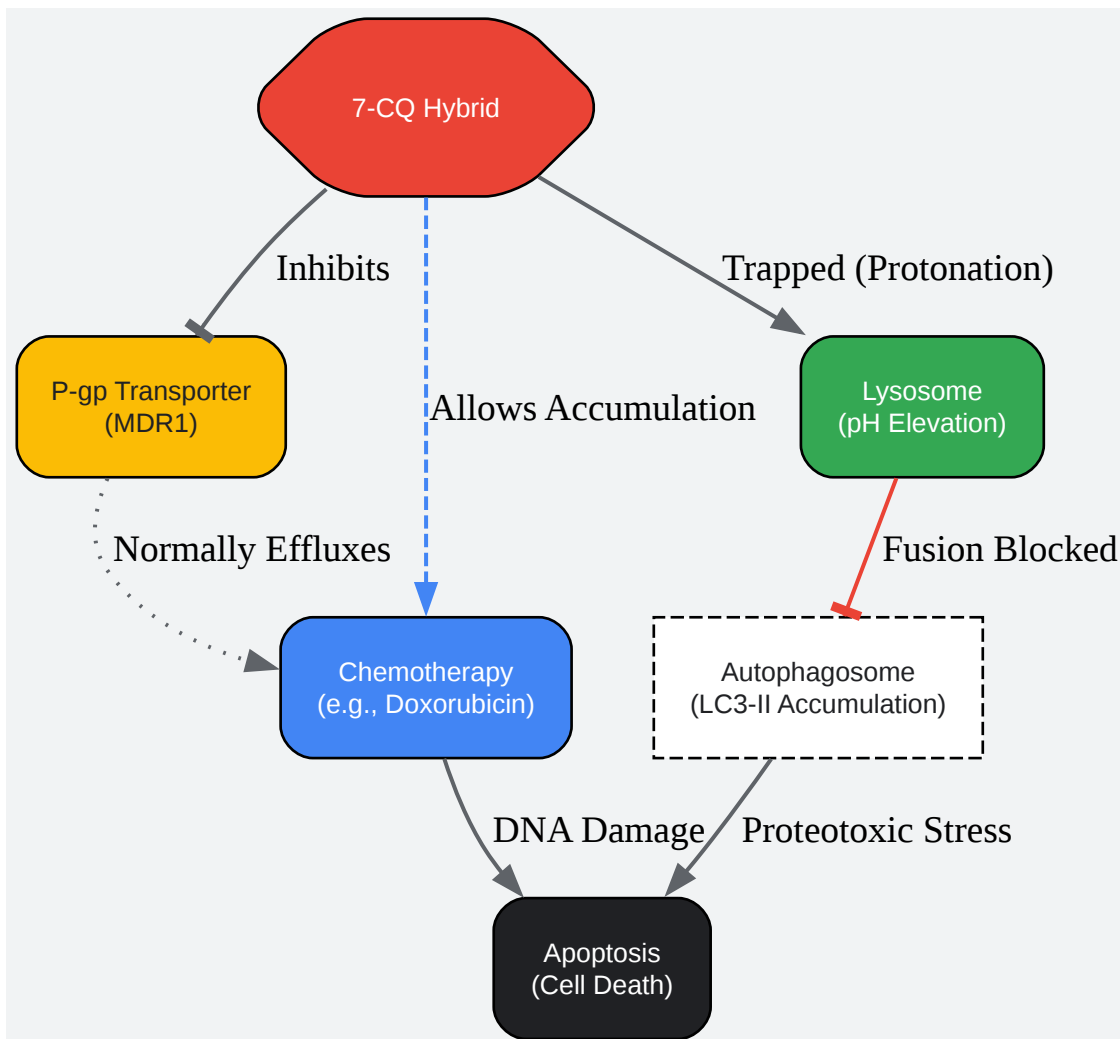 7-CQ Hybrid
Inhibits
Trapped (Protonation)
P-gp Transporter
(MDR1)
Allows Accumulation
Lysosome
(pH Elevation)
Normally Effluxes
Fusion Blocked
Chemotherapy
(e.g., Doxorubicin)
Autophagosome
(LC3-II Accumulation)
DNA Damage
Proteotoxic Stress
Apoptosis
(Cell Death)